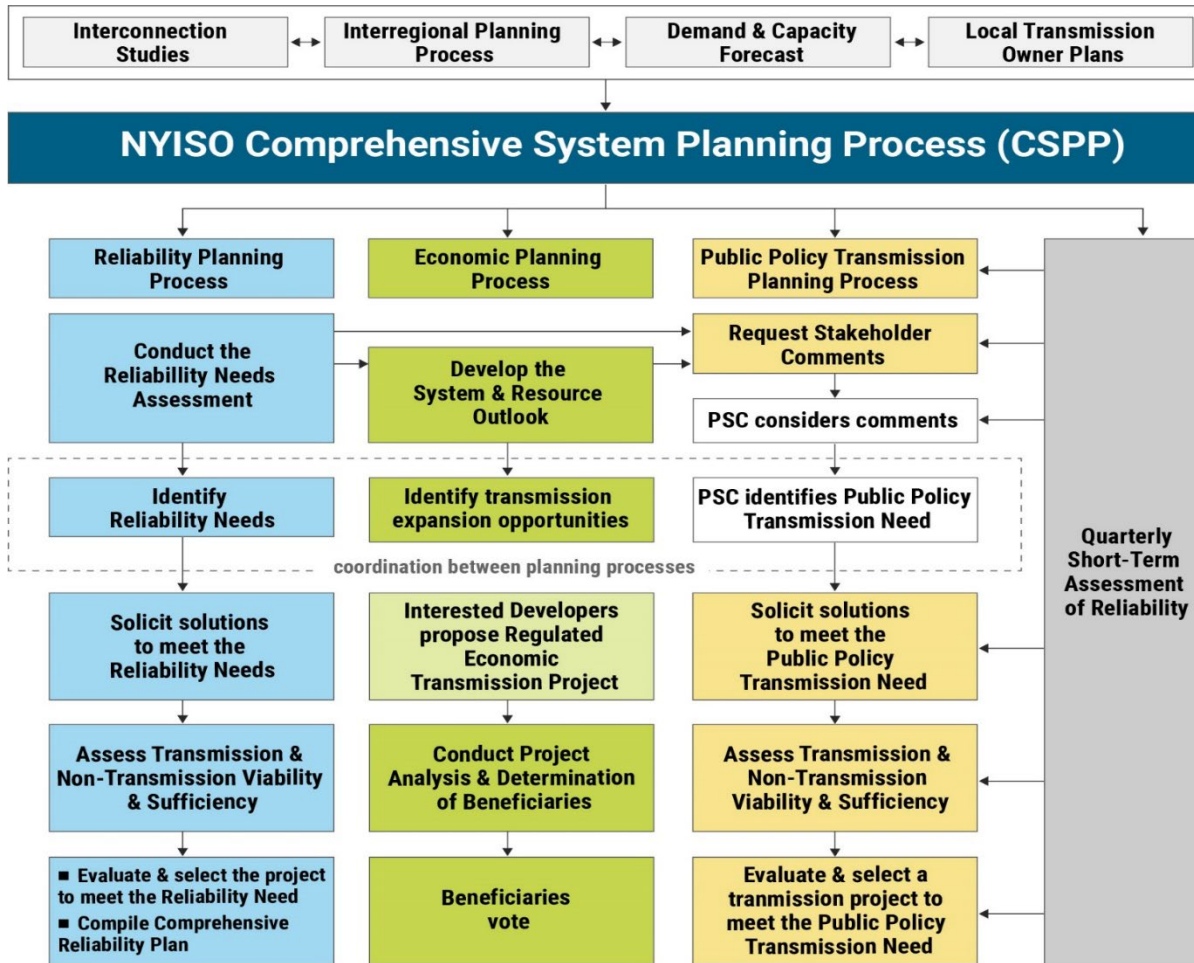 Interconnection
Studies
Interregional Planning
Process
Demand & Capacity
Forecast
Local Transmission
Owner Plans
NYISO Comprehensive System Planning Process (CSPP)
Reliability Planning
Process
Economic Planning
Process
Public Policy Transmission
Planning Process
Conduct the
Reliabillity Needs
Assessment
Develop the
System & Resource
Outlook
Request Stakeholder
Comments
PSC considers comments
Identify
Reliability Needs
Identify transmission
expansion opportunities
PSC identifies Public Policy
Transmission Need
coordination between planning processes
Quarterly
Short-Term
Assessment
of Reliability
Solicit solutions
to meet the
Reliability Needs
Interested Developers
propose Regulated
Economic
Transmission Project
Solicit solutions
to meet the
Public Policy
Transmission Need
Assess Transmission &
Non-Transmission Viability
& Sufficiency
Conduct Project
Analysis & Determination
of Beneficiaries
Assess Transmission &
Non-Transmission
Viability & Sufficiency
■ Evaluate & select the project
to meet the Reliability Need
■ Compile Comprehensive
Reliability Plan
Beneficiaries
vote
Evaluate & select a
tranmission project to
meet the Public Policy
Transmission Need